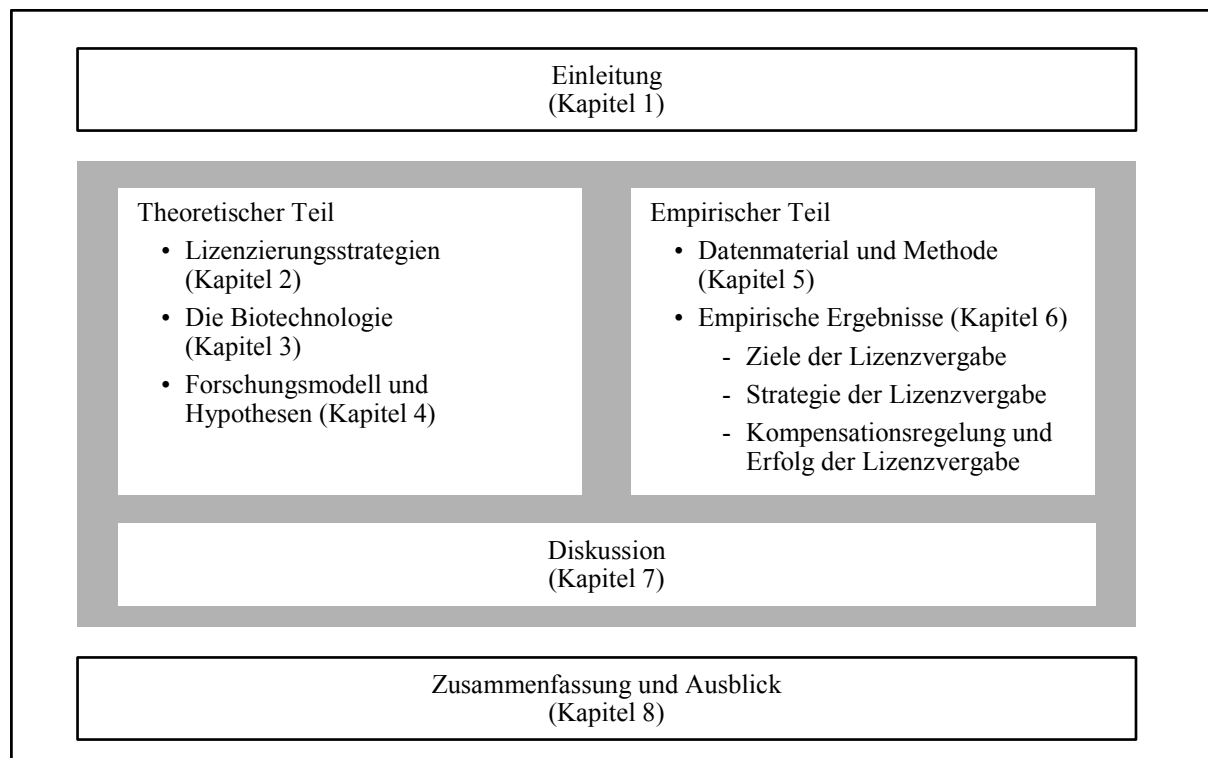 Einleitung
(Kapitel 1)
Theoretischer Teil
• Lizenzierungsstrategien
(Kapitel 2)
• Die Biotechnologie
(Kapitel 3)
• Forschungsmodell und
Hypothesen (Kapitel 4)
Empirischer Teil
• Datenmaterial und Methode
(Kapitel 5)
• Empirische Ergebnisse (Kapitel 6)
- Ziele der Lizenzvergabe
- Strategie der Lizenzvergabe
- Kompensationsregelung und
Erfolg der Lizenzvergabe
Diskussion
(Kapitel 7)
Zusammenfassung und Ausblick
(Kapitel 8)